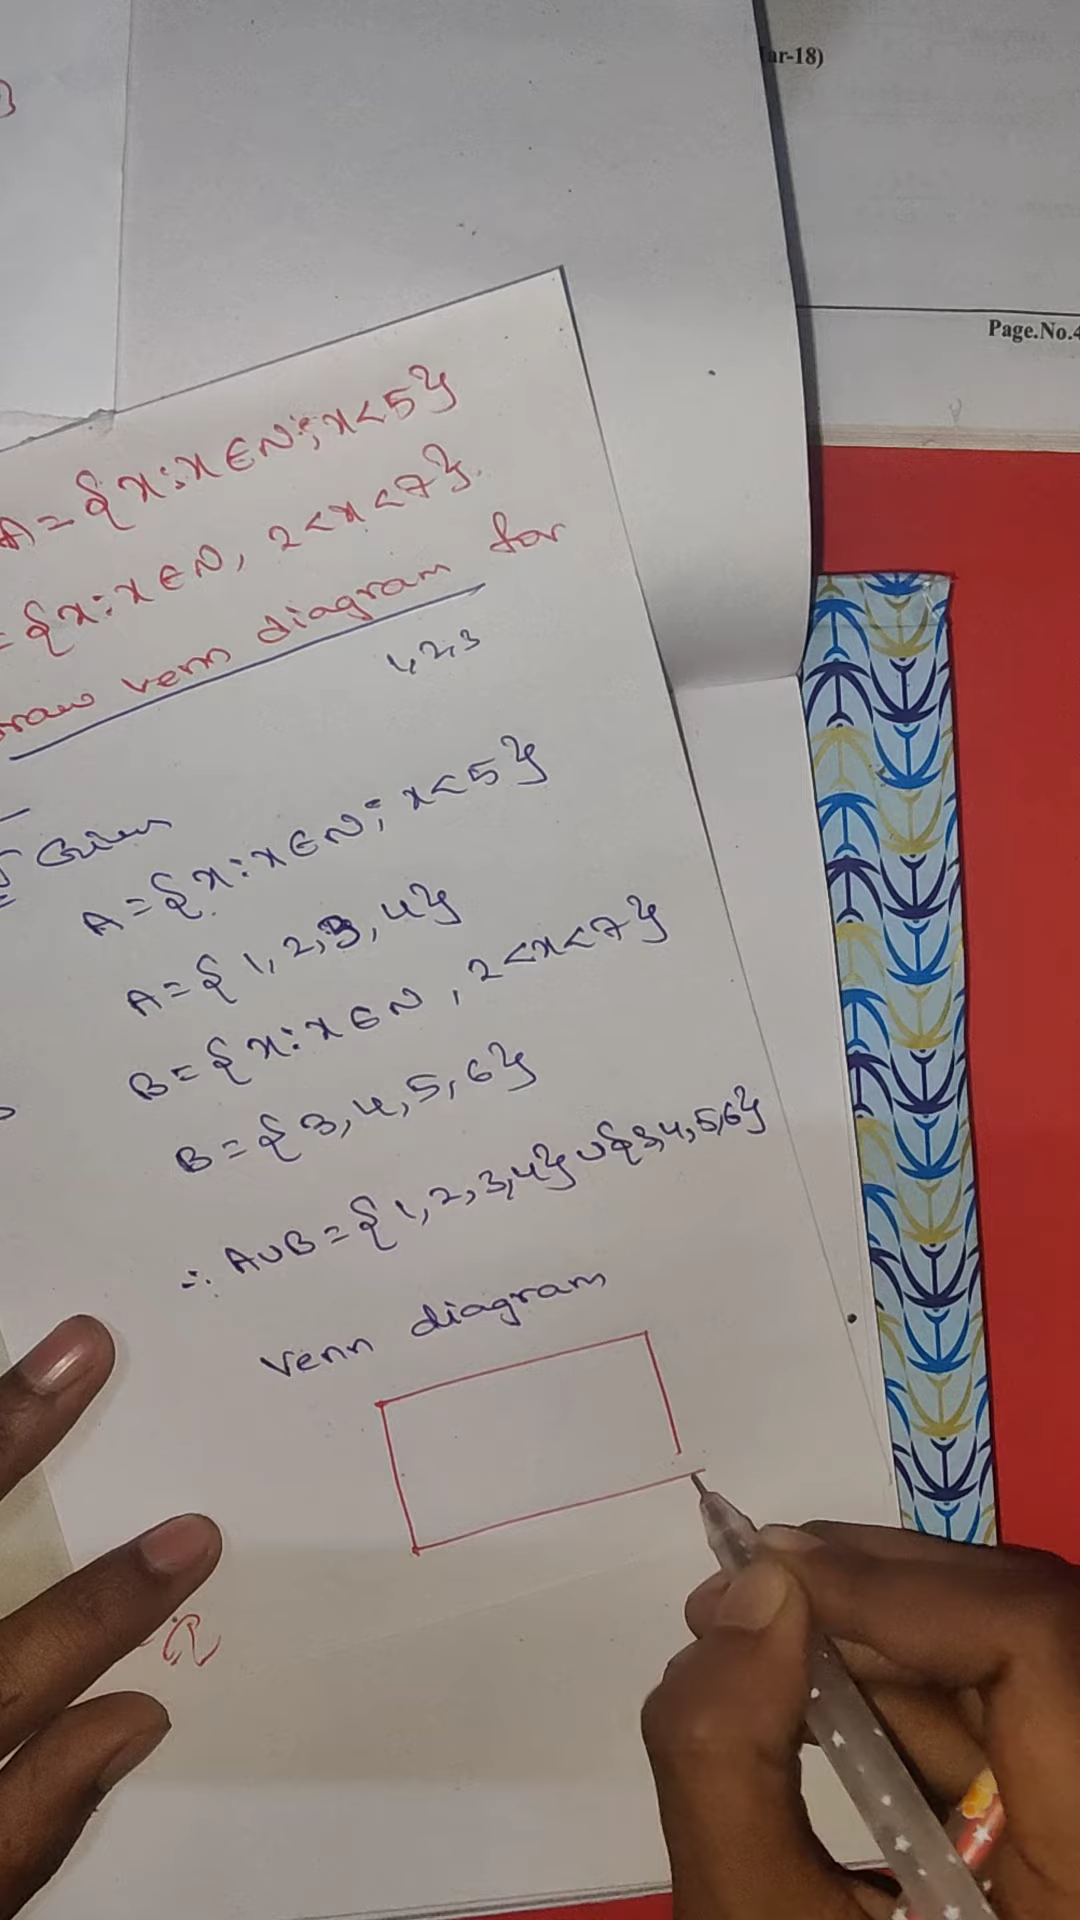 ar-18)
Page.No.4
A={x:x∈N; x<5}
={x:x∈N, 2<x<7}.
raw venn diagram for
1,2,3
Given
A={x:x∈N; x<5}
A={1,2,3,4}
B={x:x∈N, 2<x<7}
B={3,4,5,6}
∴ A∪B={1,2,3,4}∪{3,4,5,6}
Venn diagram